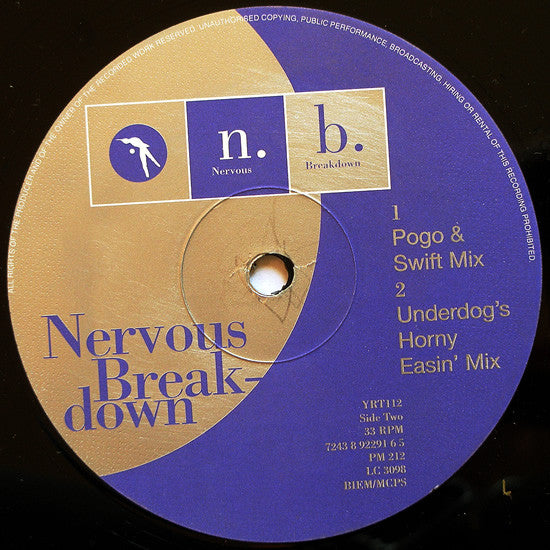 ALL RIGHTS OF THE PRODUCER AND OF THE OWNER OF THE RECORDED WORK RESERVED. UNAUTHORISED COPYING, PUBLIC PERFORMANCE, BROADCASTING, HIRING OR RENTAL OF THIS RECORDING PROHIBITED.
n.
Nervous
b.
Breakdown
1
Pogo &
Swift Mix
2
Underdog's
Horny
Easin' Mix
Nervous
Break-
down
YRT112
Side Two
33 RPM
7243 8 92291 6 5
PM 212
LC 3098
BIEM/MCPS